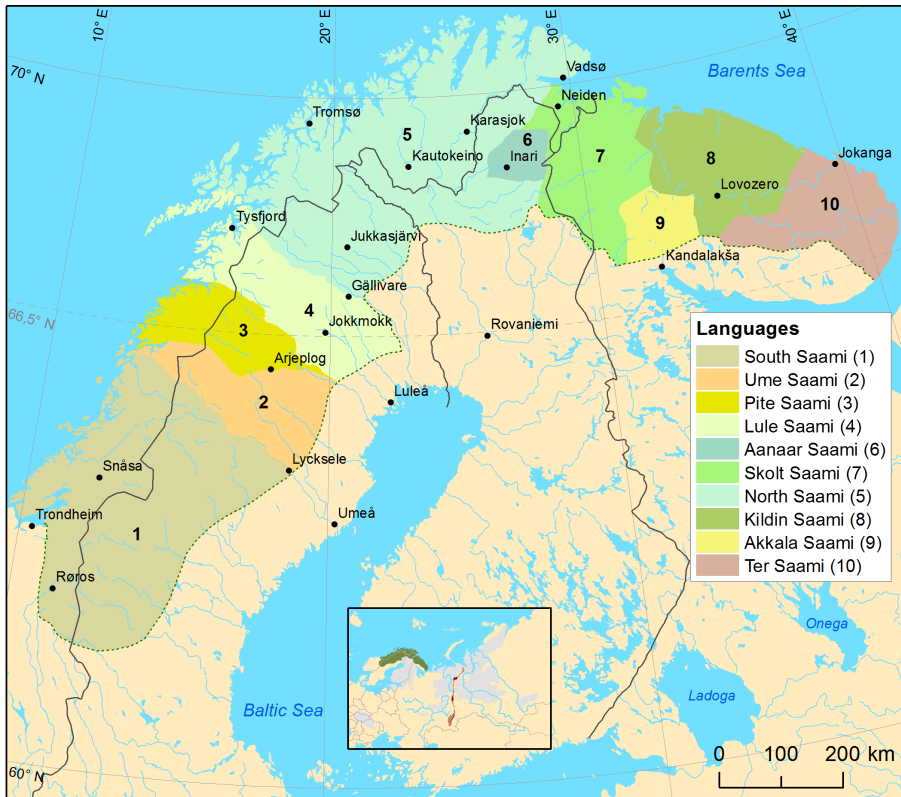 10° E
20° E
30° E
40° E
70° N
Barents Sea
Vadsø
Neiden
Tromsø
Karasjok
5
6
Kautokeino
Inari
7
8
Jokanga
Lovozero
10
Tysfjord
9
Jukkasjärvi
Kandalakša
Gällivare
66,5° N
4
3
Jokkmokk
Rovaniemi
Arjeplog
2
Luleå
Lycksele
Snåsa
Trondheim
1
Umeå
Røros
Languages
South Saami (1)
Ume Saami (2)
Pite Saami (3)
Lule Saami (4)
Aanaar Saami (6)
Skolt Saami (7)
North Saami (5)
Kildin Saami (8)
Akkala Saami (9)
Ter Saami (10)
Onega
Ladoga
Baltic Sea
60° N
0 100 200 km